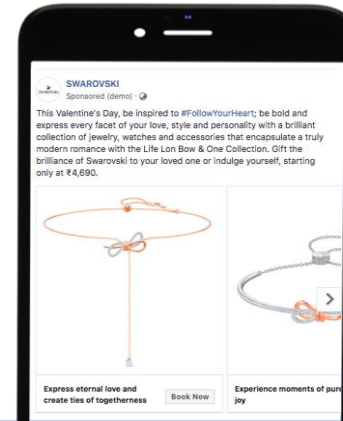 SWAROVSKI
Sponsored (demo) ·
This Valentine's Day, be inspired to #FollowYourHeart; be bold and
express every facet of your love, style and personality with a brilliant
collection of jewelry, watches and accessories that encapsulate a truly
modern romance with the Life Lon Bow & One Collection. Gift the
brilliance of Swarovski to your loved one or indulge yourself, starting
only at ₹4,690.
Express eternal love and
create ties of togetherness
Book Now
Experience moments of pure
joy